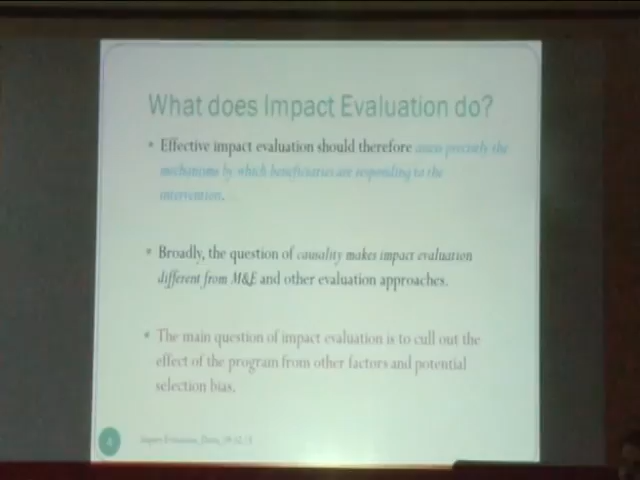 What does Impact Evaluation do?
• Effective impact evaluation should therefore assess precisely the
mechanisms by which beneficiaries are responding to the
intervention.
• Broadly, the question of causality makes impact evaluation
different from M&E and other evaluation approaches.
• The main question of impact evaluation is to cull out the
effect of the program from other factors and potential
selection bias.
Impact Evaluation,